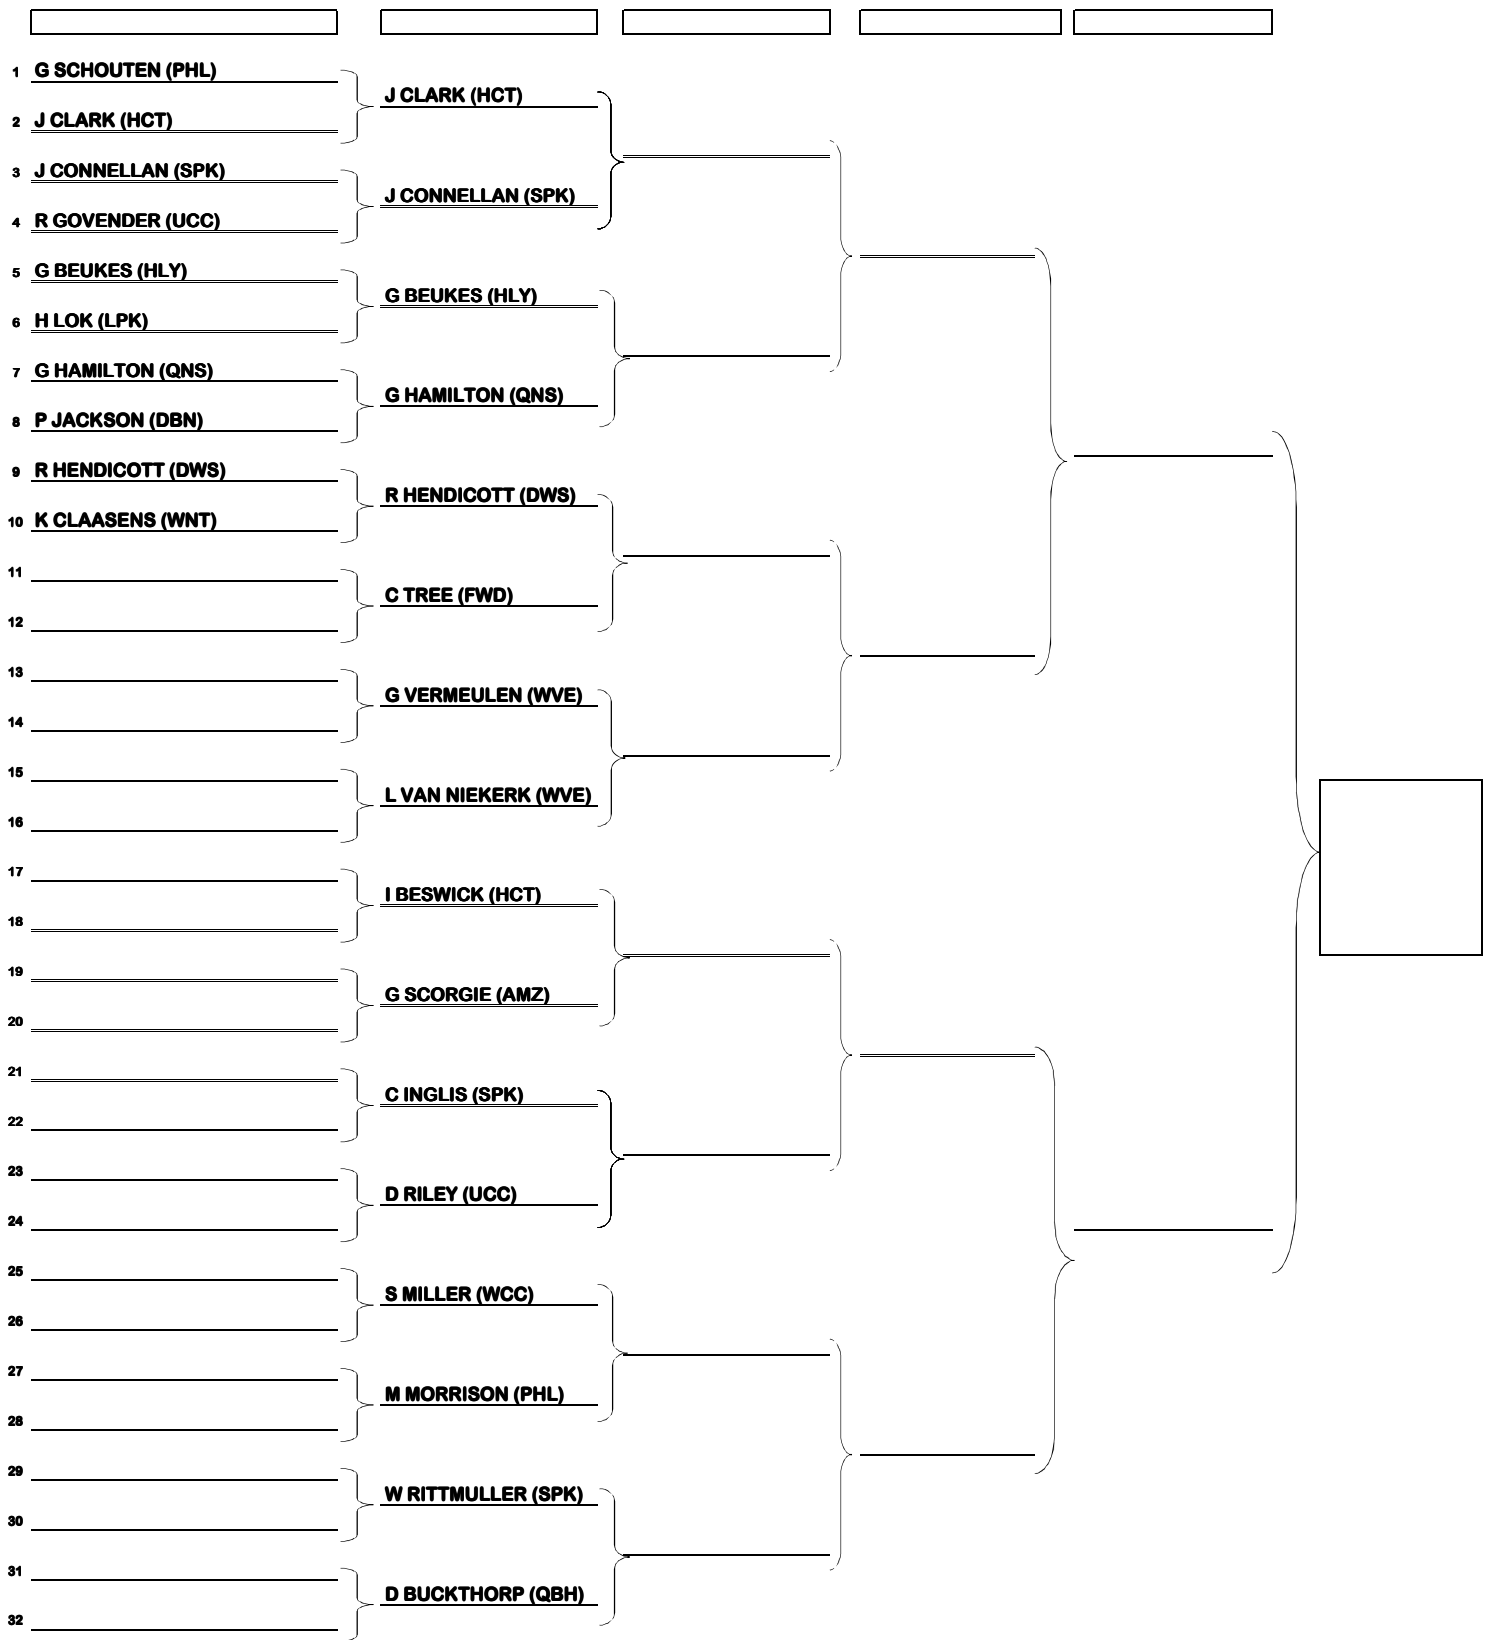 1 G SCHOUTEN (PHL)
J CLARK (HCT)
2 J CLARK (HCT)
3 J CONNELLAN (SPK)
J CONNELLAN (SPK)
4 R GOVENDER (UCC)
5 G BEUKES (HLY)
G BEUKES (HLY)
6 H LOK (LPK)
7 G HAMILTON (QNS)
G HAMILTON (QNS)
8 P JACKSON (DBN)
9 R HENDICOTT (DWS)
R HENDICOTT (DWS)
10 K CLAASENS (WNT)
11
C TREE (FWD)
12
13
G VERMEULEN (WVE)
14
15
L VAN NIEKERK (WVE)
16
17
I BESWICK (HCT)
18
19
G SCORGIE (AMZ)
20
21
C INGLIS (SPK)
22
23
D RILEY (UCC)
24
25
S MILLER (WCC)
26
27
M MORRISON (PHL)
28
29
W RITTMULLER (SPK)
30
31
D BUCKTHORP (QBH)
32